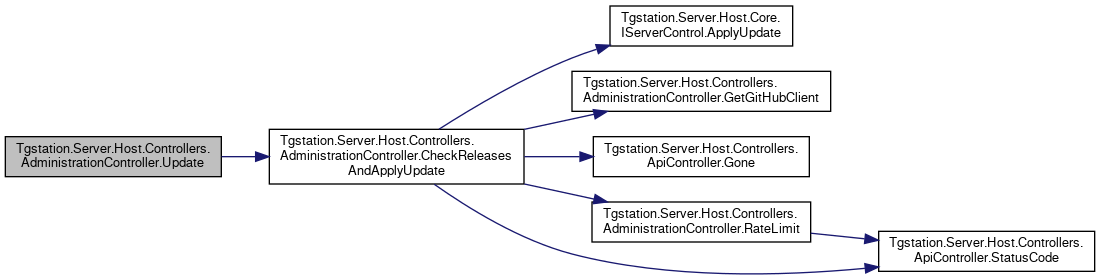 Tgstation.Server.Host.Controllers.
AdministrationController.Update
Tgstation.Server.Host.Controllers.
AdministrationController.CheckReleases
AndApplyUpdate
Tgstation.Server.Host.Core.
IServerControl.ApplyUpdate
Tgstation.Server.Host.Controllers.
AdministrationController.GetGitHubClient
Tgstation.Server.Host.Controllers.
ApiController.Gone
Tgstation.Server.Host.Controllers.
AdministrationController.RateLimit
Tgstation.Server.Host.Controllers.
ApiController.StatusCode